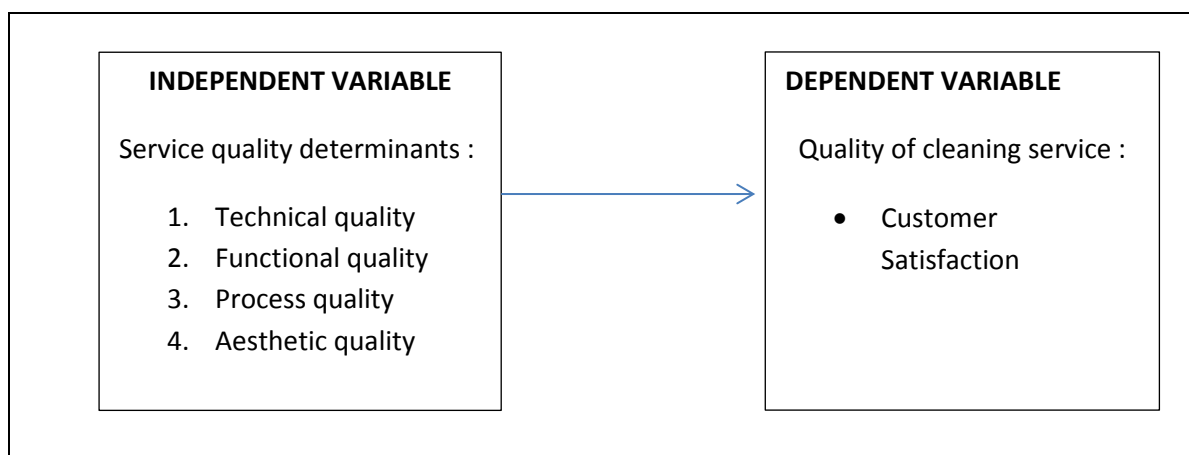 INDEPENDENT VARIABLE
Service quality determinants :
1. Technical quality
2. Functional quality
3. Process quality
4. Aesthetic quality
DEPENDENT VARIABLE
Quality of cleaning service :
• Customer
Satisfaction